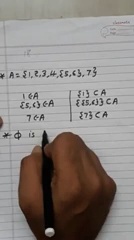 * A = {1,2,3,4,{5,6},7}
1 ∈ A | {1} ⊂ A
{5,6} ∈ A | {{5,6}} ⊂ A
7 ∈ A | {7} ⊂ A
* Φ is